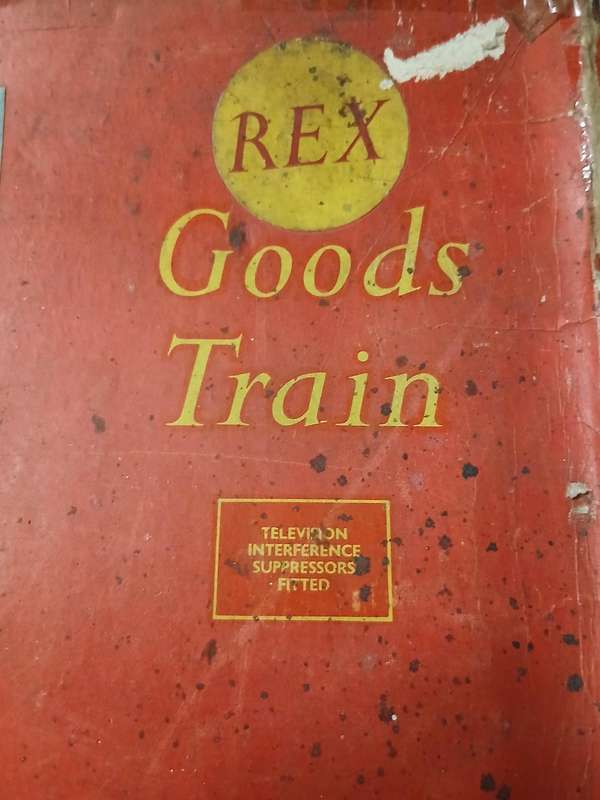 REX
Goods
Train
TELEVISION
INTERFERENCE
SUPPRESSORS
FITTED